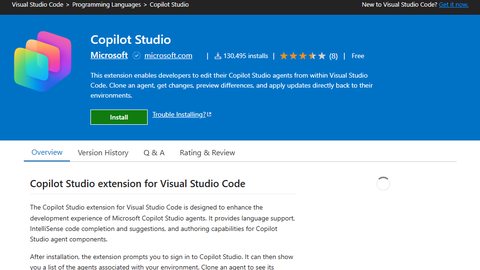 Visual Studio Code > Programming Languages > Copilot Studio
New to Visual Studio Code? Get it now.
Copilot Studio
Microsoft microsoft.com | 130,495 installs | (8) | Free
This extension enables developers to edit their Copilot Studio agents from within Visual Studio
Code. Clone an agent, get changes, preview differences, and apply updates directly back to their
environments.
Install Trouble Installing?
Overview Version History Q & A Rating & Review
Copilot Studio extension for Visual Studio Code
The Copilot Studio extension for Visual Studio Code is designed to enhance the
development experience of Microsoft Copilot Studio agents. It provides language support,
IntelliSense code completion and suggestions, and authoring capabilities for Copilot
Studio agent components.
After installation, the extension prompts you to sign in to Copilot Studio. It can then show
you a list of the agents associated with your environment. Clone an agent to see its